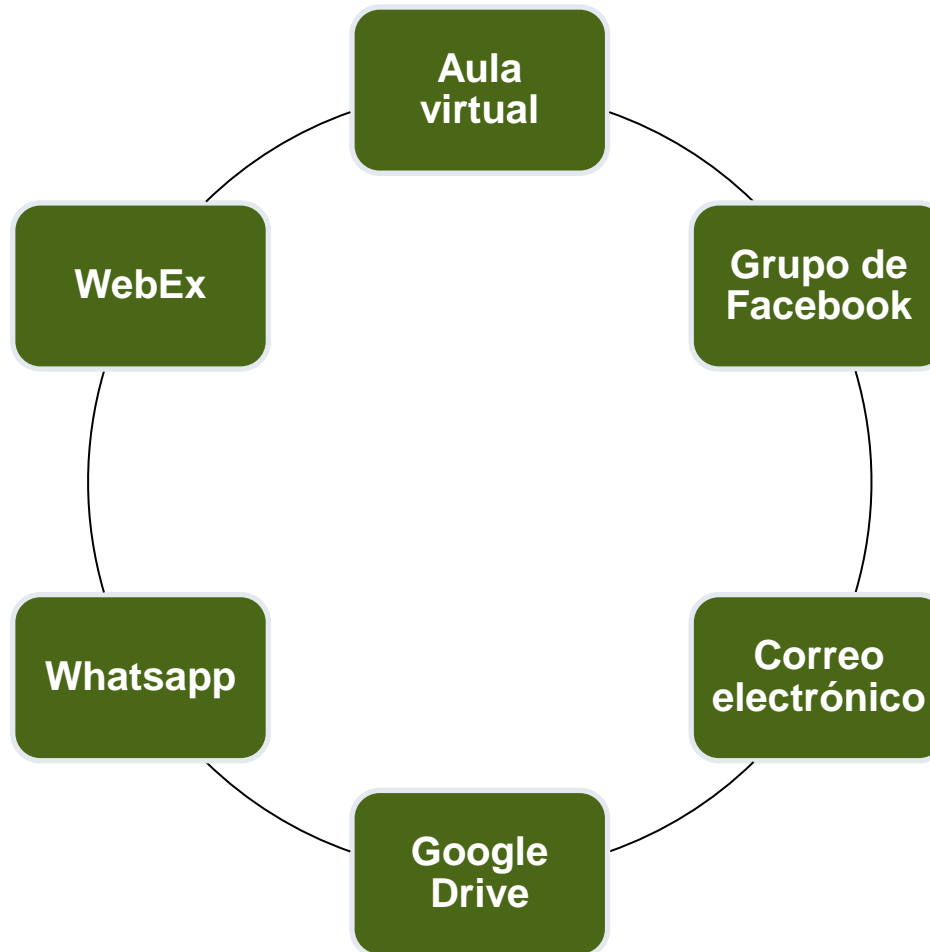 Aula
virtual
Grupo de
Facebook
Correo
electrónico
Google
Drive
Whatsapp
WebEx